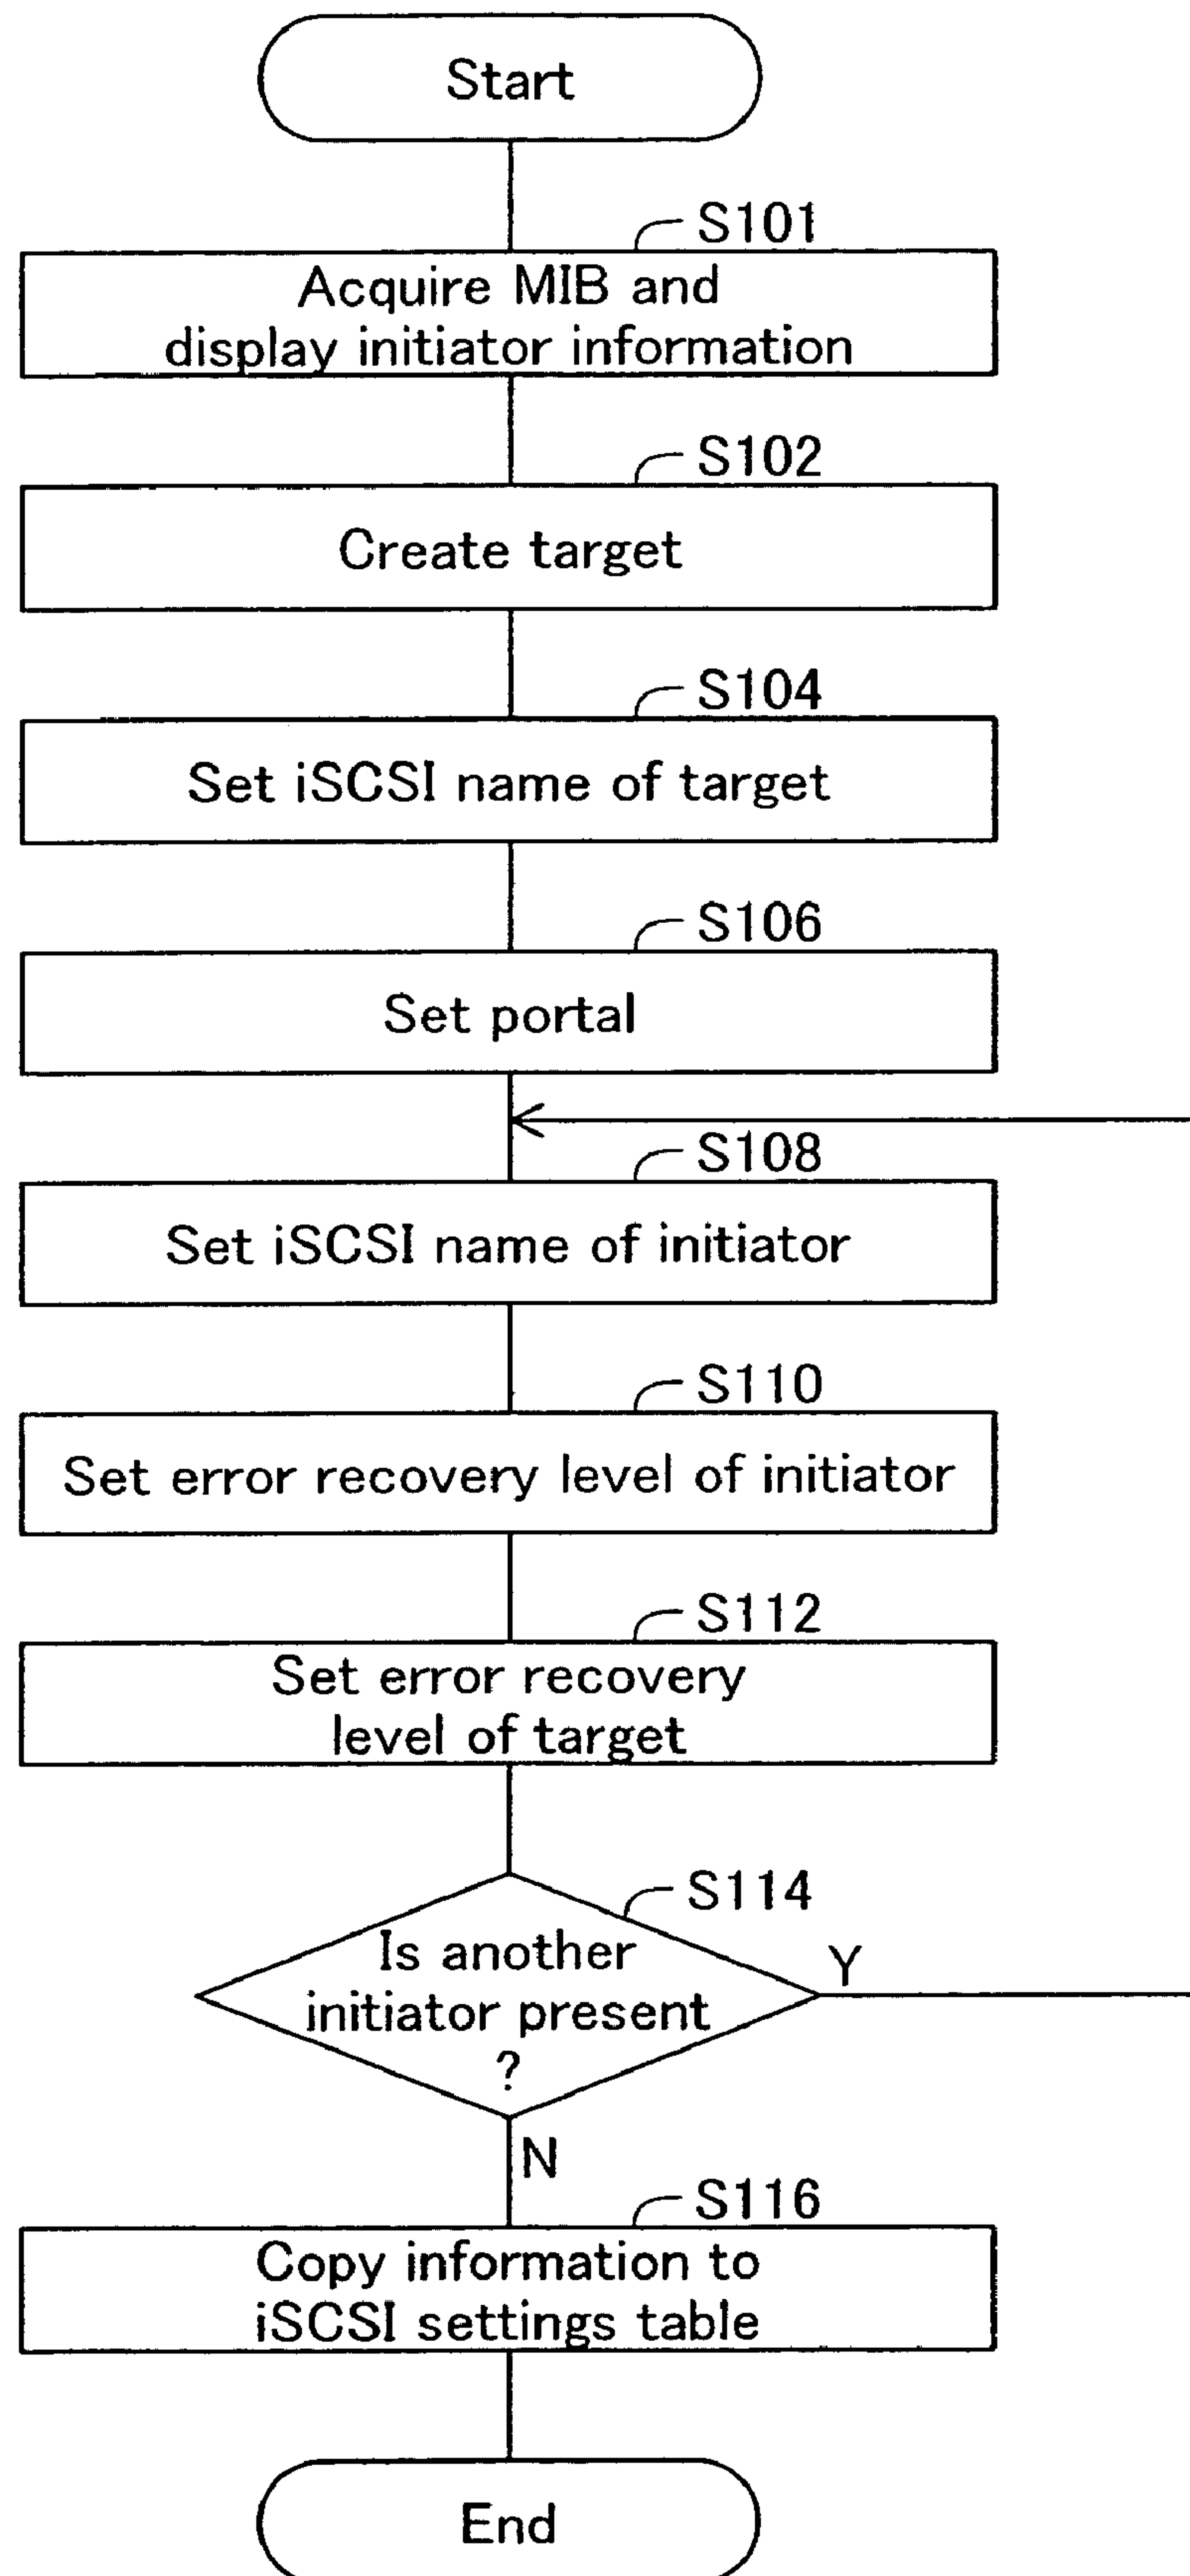 Start
S101
Acquire MIB and
display initiator information
S102
Create target
S104
Set iSCSI name of target
S106
Set portal
S108
Set iSCSI name of initiator
S110
Set error recovery level of initiator
S112
Set error recovery
level of target
S114
Is another
initiator present
?
Y
N
S116
Copy information to
iSCSI settings table
End